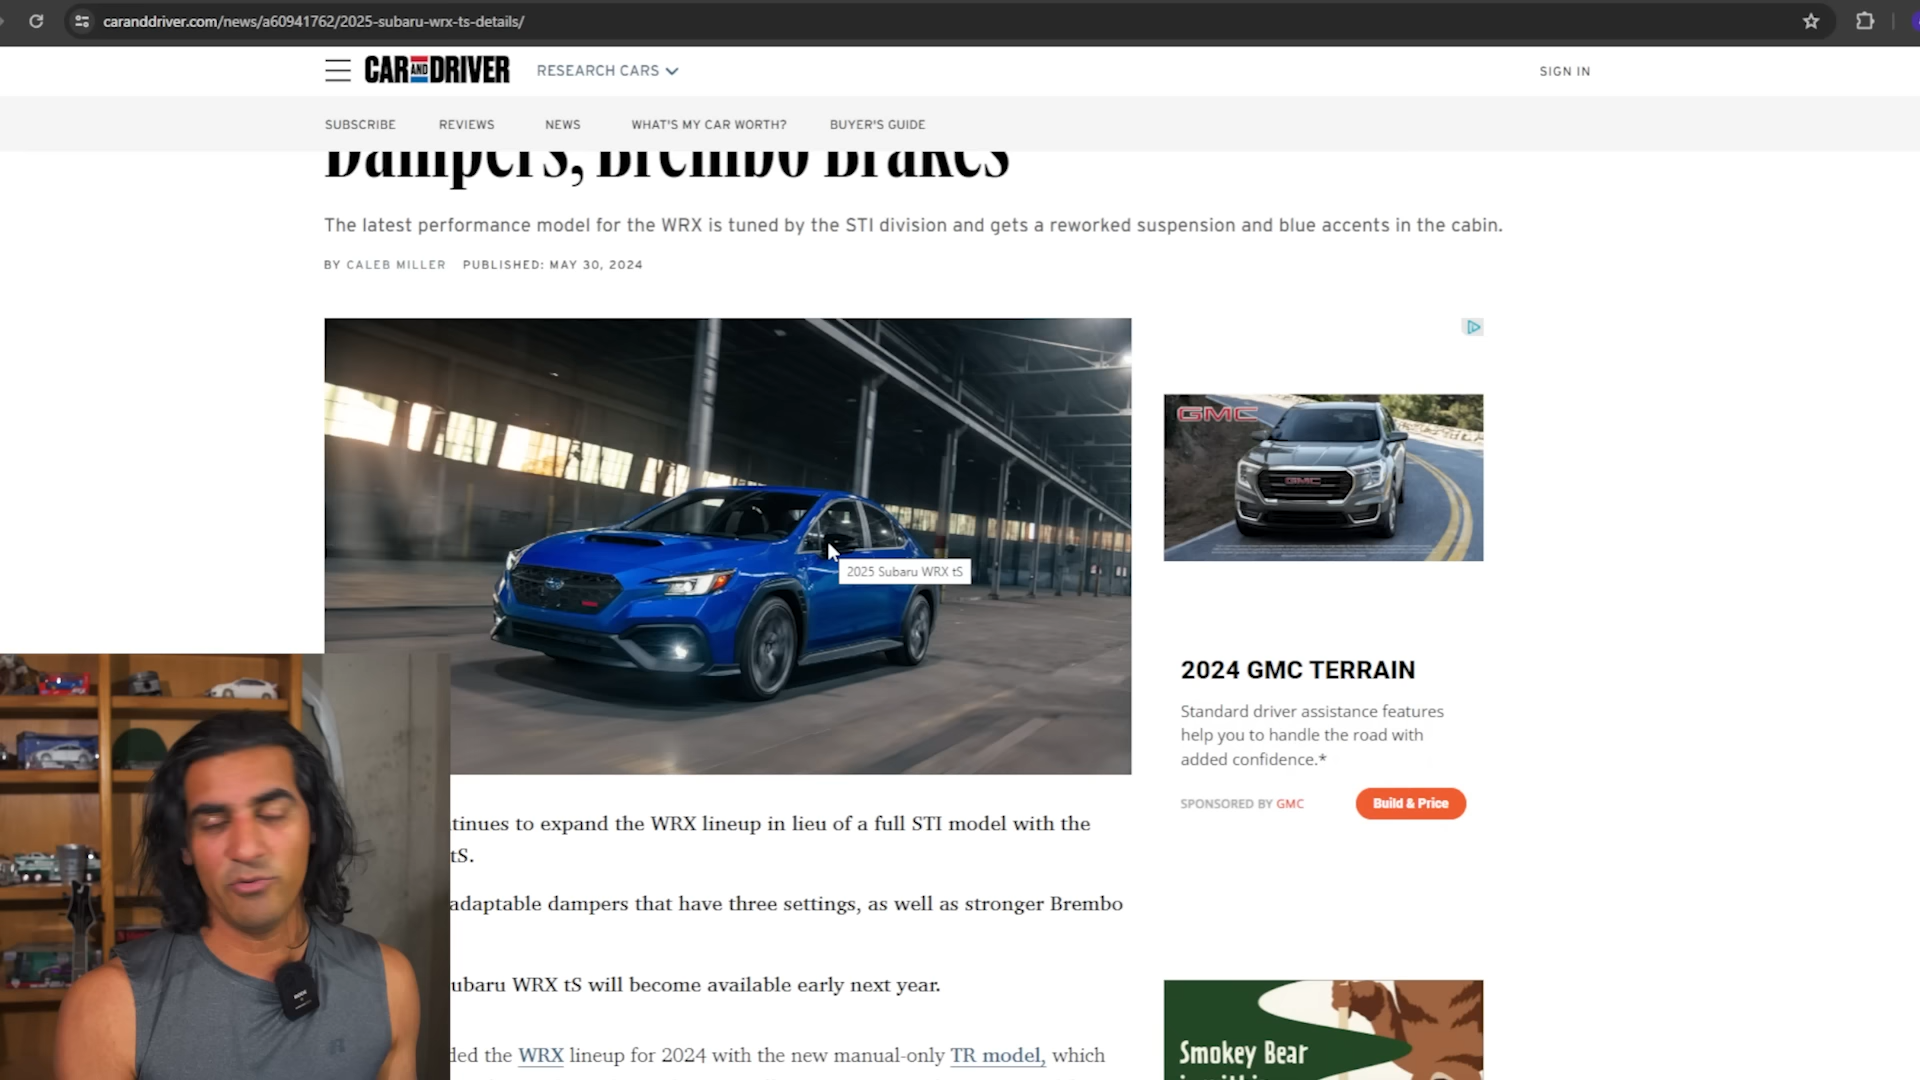 caranddriver.com/news/a60941762/2025-subaru-wrx-ts-details/
CAR AND DRIVER
RESEARCH CARS
SIGN IN
SUBSCRIBE
REVIEWS
NEWS
WHAT'S MY CAR WORTH?
BUYER'S GUIDE
Dampers, Brembo Brakes
The latest performance model for the WRX is tuned by the STI division and gets a reworked suspension and blue accents in the cabin.
BY CALEB MILLER PUBLISHED: MAY 30, 2024
GMC
GMC
2025 Subaru WRX tS
2024 GMC TERRAIN
Standard driver assistance features
help you to handle the road with
added confidence.*
SPONSORED BY GMC
Build & Price
tinues to expand the WRX lineup in lieu of a full STI model with the
tS.
adaptable dampers that have three settings, as well as stronger Brembo
ubaru WRX tS will become available early next year.
ded the WRX lineup for 2024 with the new manual-only TR model, which
Smokey Bear